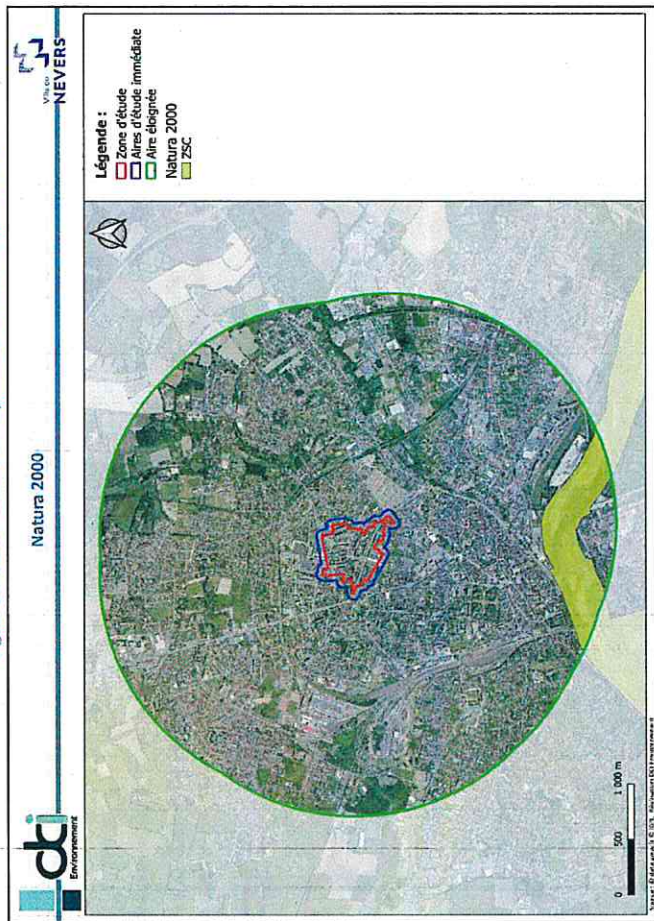 dci
Environnement
Natura 2000
Ville de
NEVERS
Légende :
Zone d'étude
Aires d'étude immédiate
Aire éloignée
Natura 2000
ZSC
0
500
1 000 m